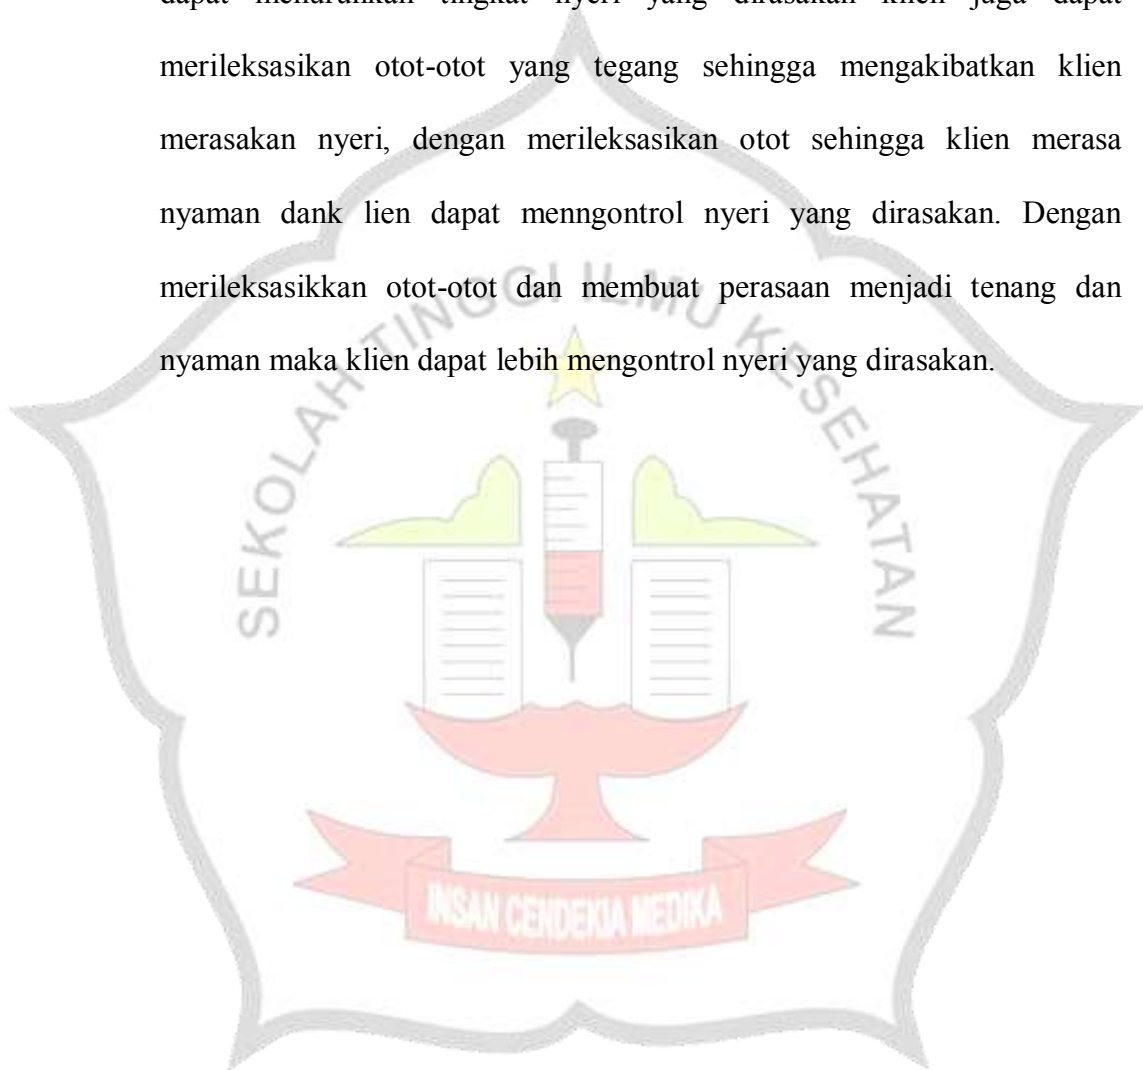 dapat menurunkan tingkat nyeri yang dirasakan klien juga dapat
merileksasikan otot-otot yang tegang sehingga mengakibatkan klien
merasakan nyeri, dengan merileksasikan otot sehingga klien merasa
nyaman dank lien dapat menngontrol nyeri yang dirasakan. Dengan
merileksasikkan otot-otot dan membuat perasaan menjadi tenang dan
nyaman maka klien dapat lebih mengontrol nyeri yang dirasakan.
SEKOLAH TINGGI ILMU KESEHATAN
INSAN CENDEKIA MEDIKA